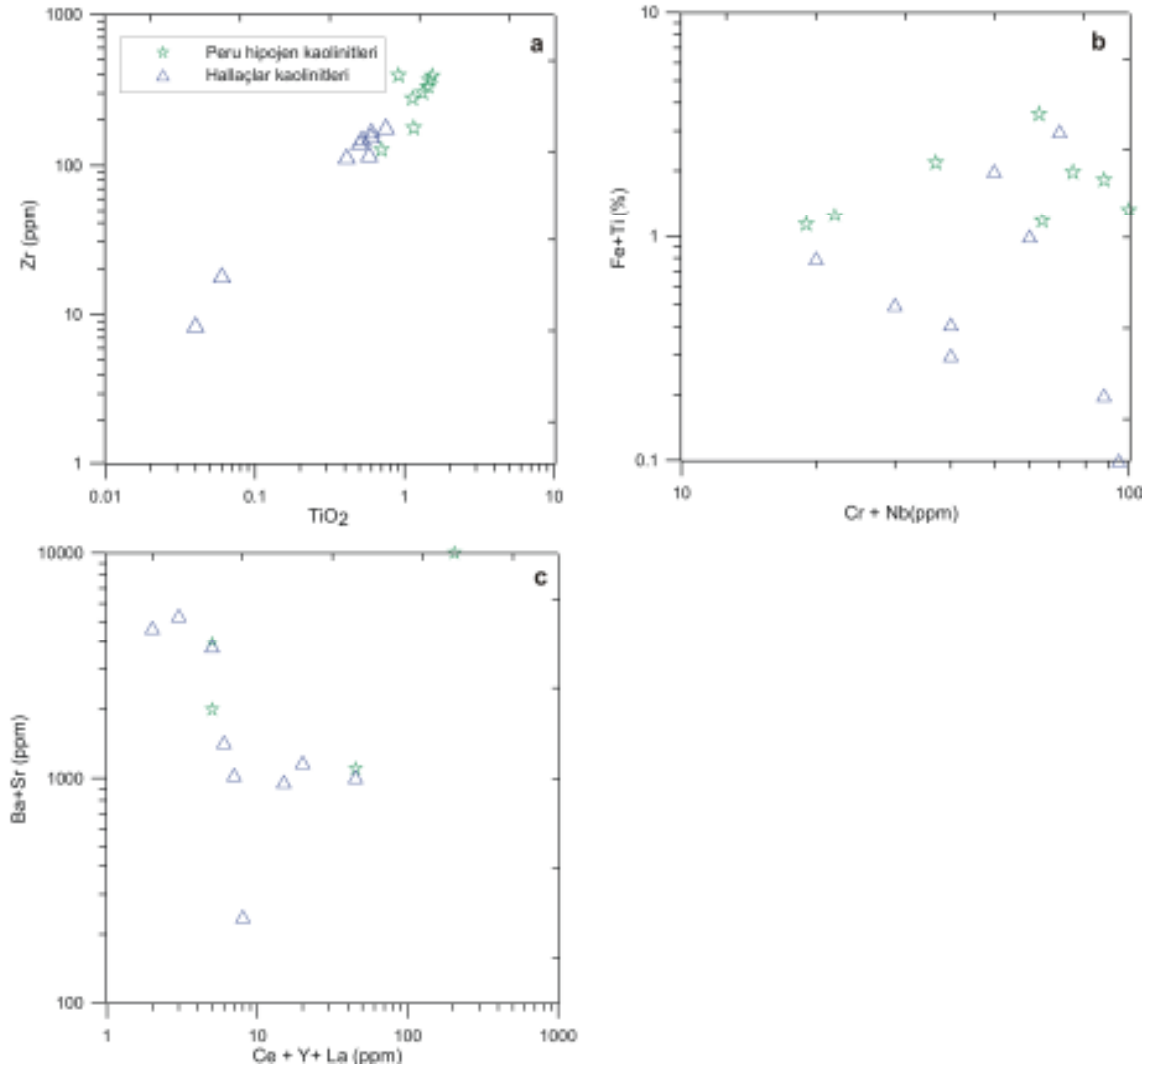 1000
a
Peru hipojen kaolinitleri
Hallaçlar kaolinitleri
100
Zr (ppm)
10
1
0.01
0.1
1
10
TiO2
10
b
Fe+Ti (%)
1
0.1
10
100
Cr + Nb(ppm)
10000
c
Ba+Sr (ppm)
1000
100
1
10
100
1000
Ce + Y+ La (ppm)